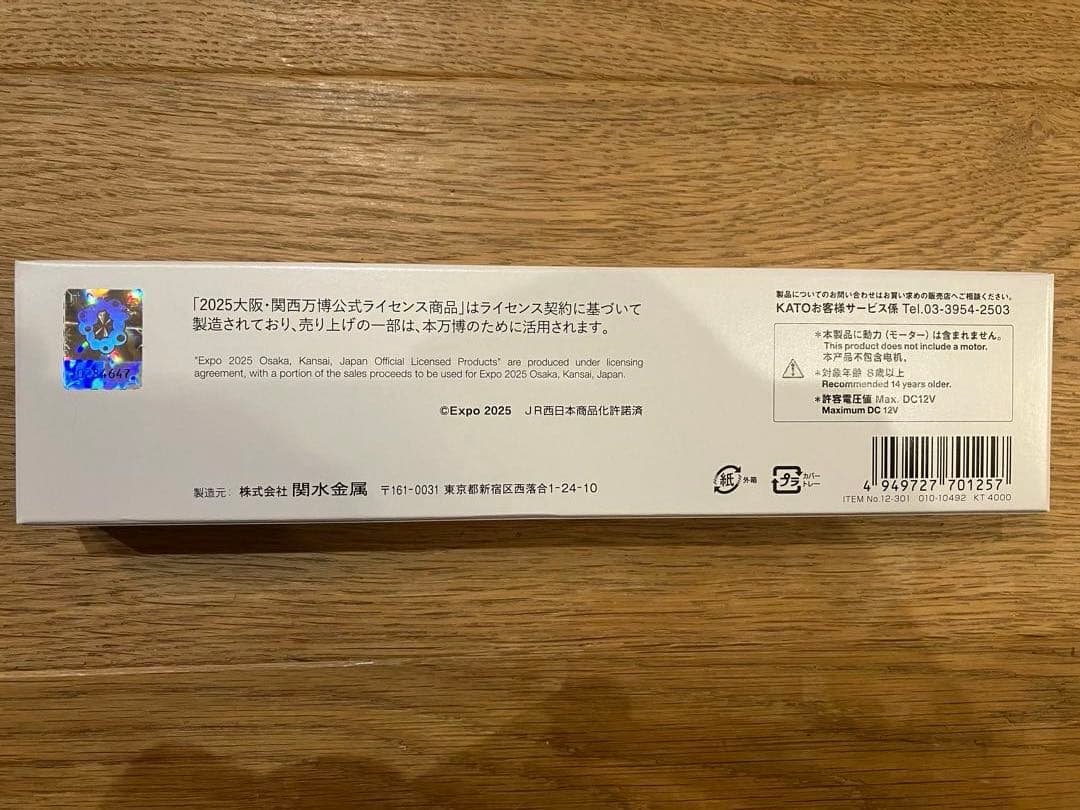 「2025大阪・関西万博公式ライセンス商品」はライセンス契約に基づいて
製造されており、売り上げの一部は、本万博のために活用されます。
"Expo 2025 Osaka, Kansai, Japan Official Licensed Products" are produced under licensing
agreement, with a portion of the sales proceeds to be used for Expo 2025 Osaka, Kansai, Japan.
©Expo 2025 JR西日本商品化許諾済
製造元: 株式会社 関水金属 〒161-0031 東京都新宿区西落合1-24-10
製品についてのお問い合わせはお買い求めの販売店へご相談ください。
KATOお客様サービス係 Tel.03-3954-2503
*本製品に動力(モーター)は含まれません。
This product does not include a motor.
本产品不包含电机。
*対象年齢 8歳以上
Recommended 14 years older.
*許容電圧値 Max. DC12V
Maximum DC 12V
紙 外箱
プラ カバー
トレー
4 949727 701257
ITEM No.12-301 010-10492 KT 4000